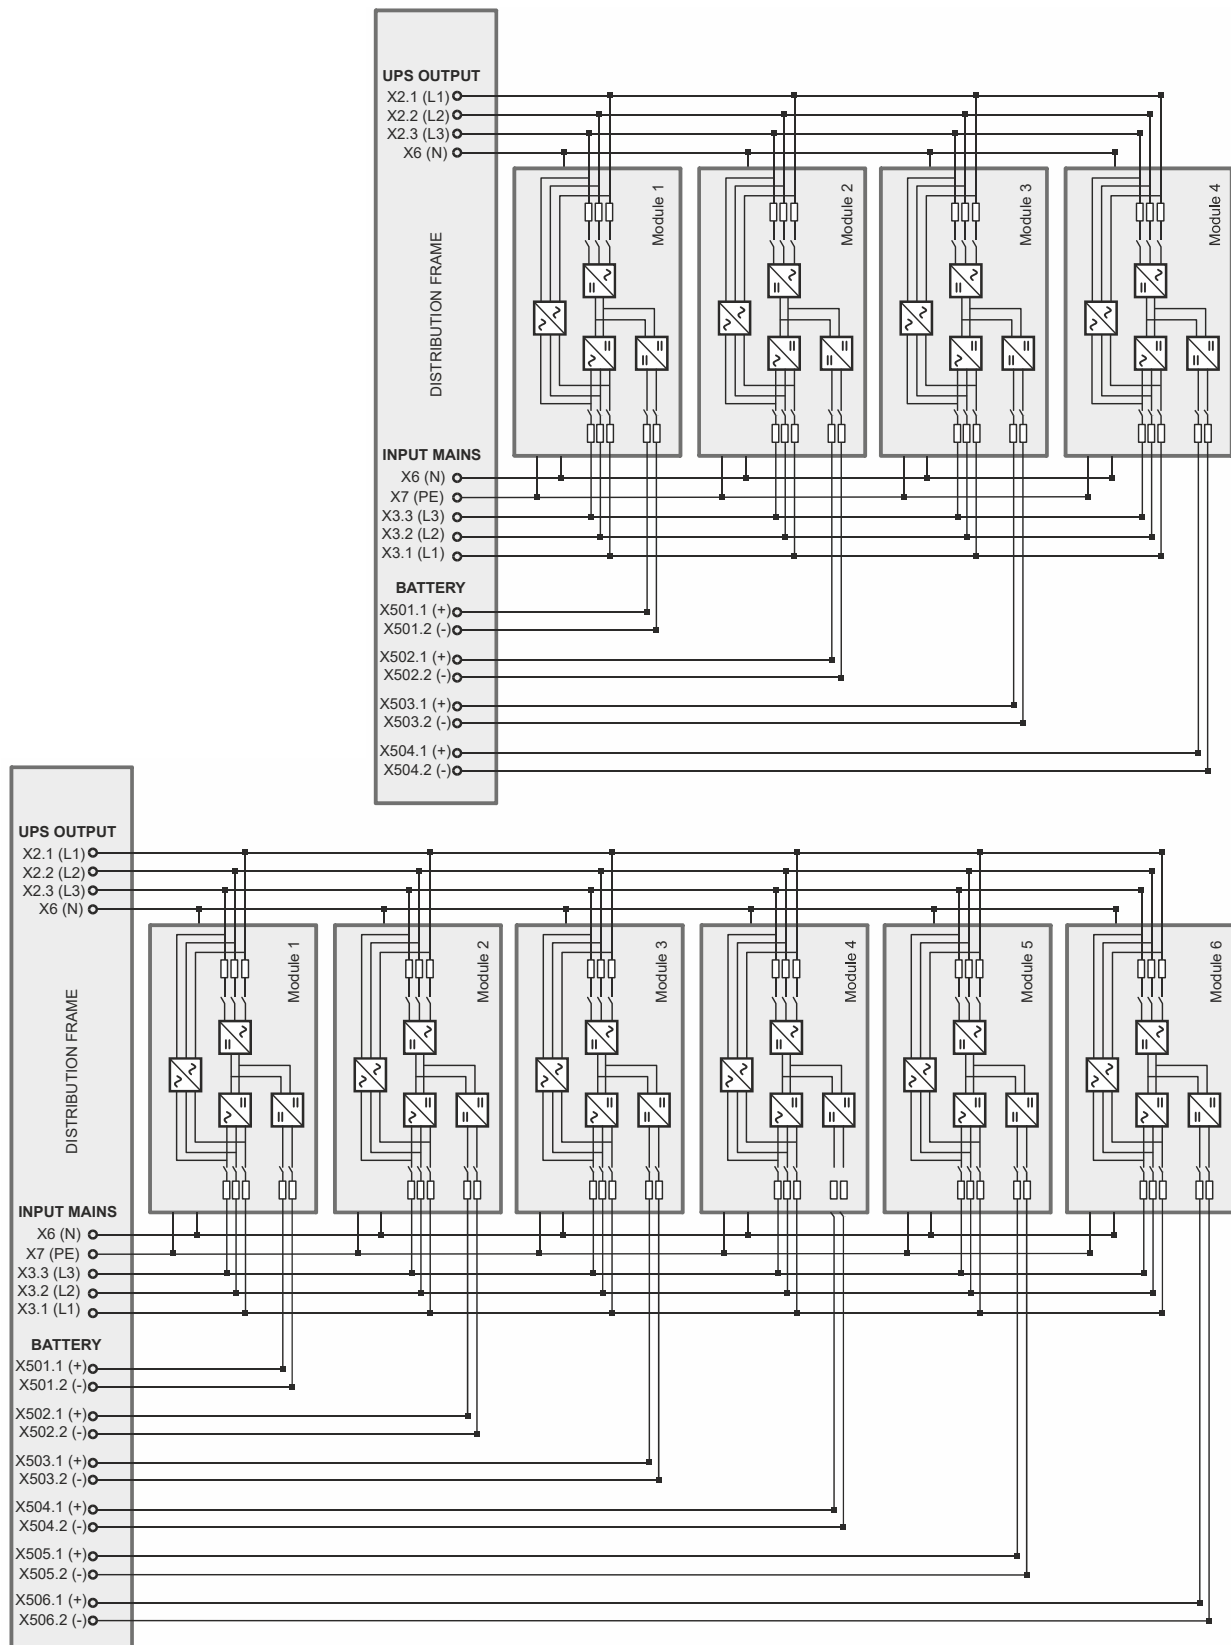 UPS OUTPUT
X2.1 (L1)
X2.2 (L2)
X2.3 (L3)
X6 (N)
Module 1
Module 2
Module 3
Module 4
DISTRIBUTION FRAME
INPUT MAINS
X6 (N)
X7 (PE)
X3.3 (L3)
X3.2 (L2)
X3.1 (L1)
BATTERY
X501.1 (+)
X501.2 (-)
X502.1 (+)
X502.2 (-)
X503.1 (+)
X503.2 (-)
X504.1 (+)
X504.2 (-)
UPS OUTPUT
X2.1 (L1)
X2.2 (L2)
X2.3 (L3)
X6 (N)
Module 1
Module 2
Module 3
Module 4
Module 5
Module 6
DISTRIBUTION FRAME
INPUT MAINS
X6 (N)
X7 (PE)
X3.3 (L3)
X3.2 (L2)
X3.1 (L1)
BATTERY
X501.1 (+)
X501.2 (-)
X502.1 (+)
X502.2 (-)
X503.1 (+)
X503.2 (-)
X504.1 (+)
X504.2 (-)
X505.1 (+)
X505.2 (-)
X506.1 (+)
X506.2 (-)